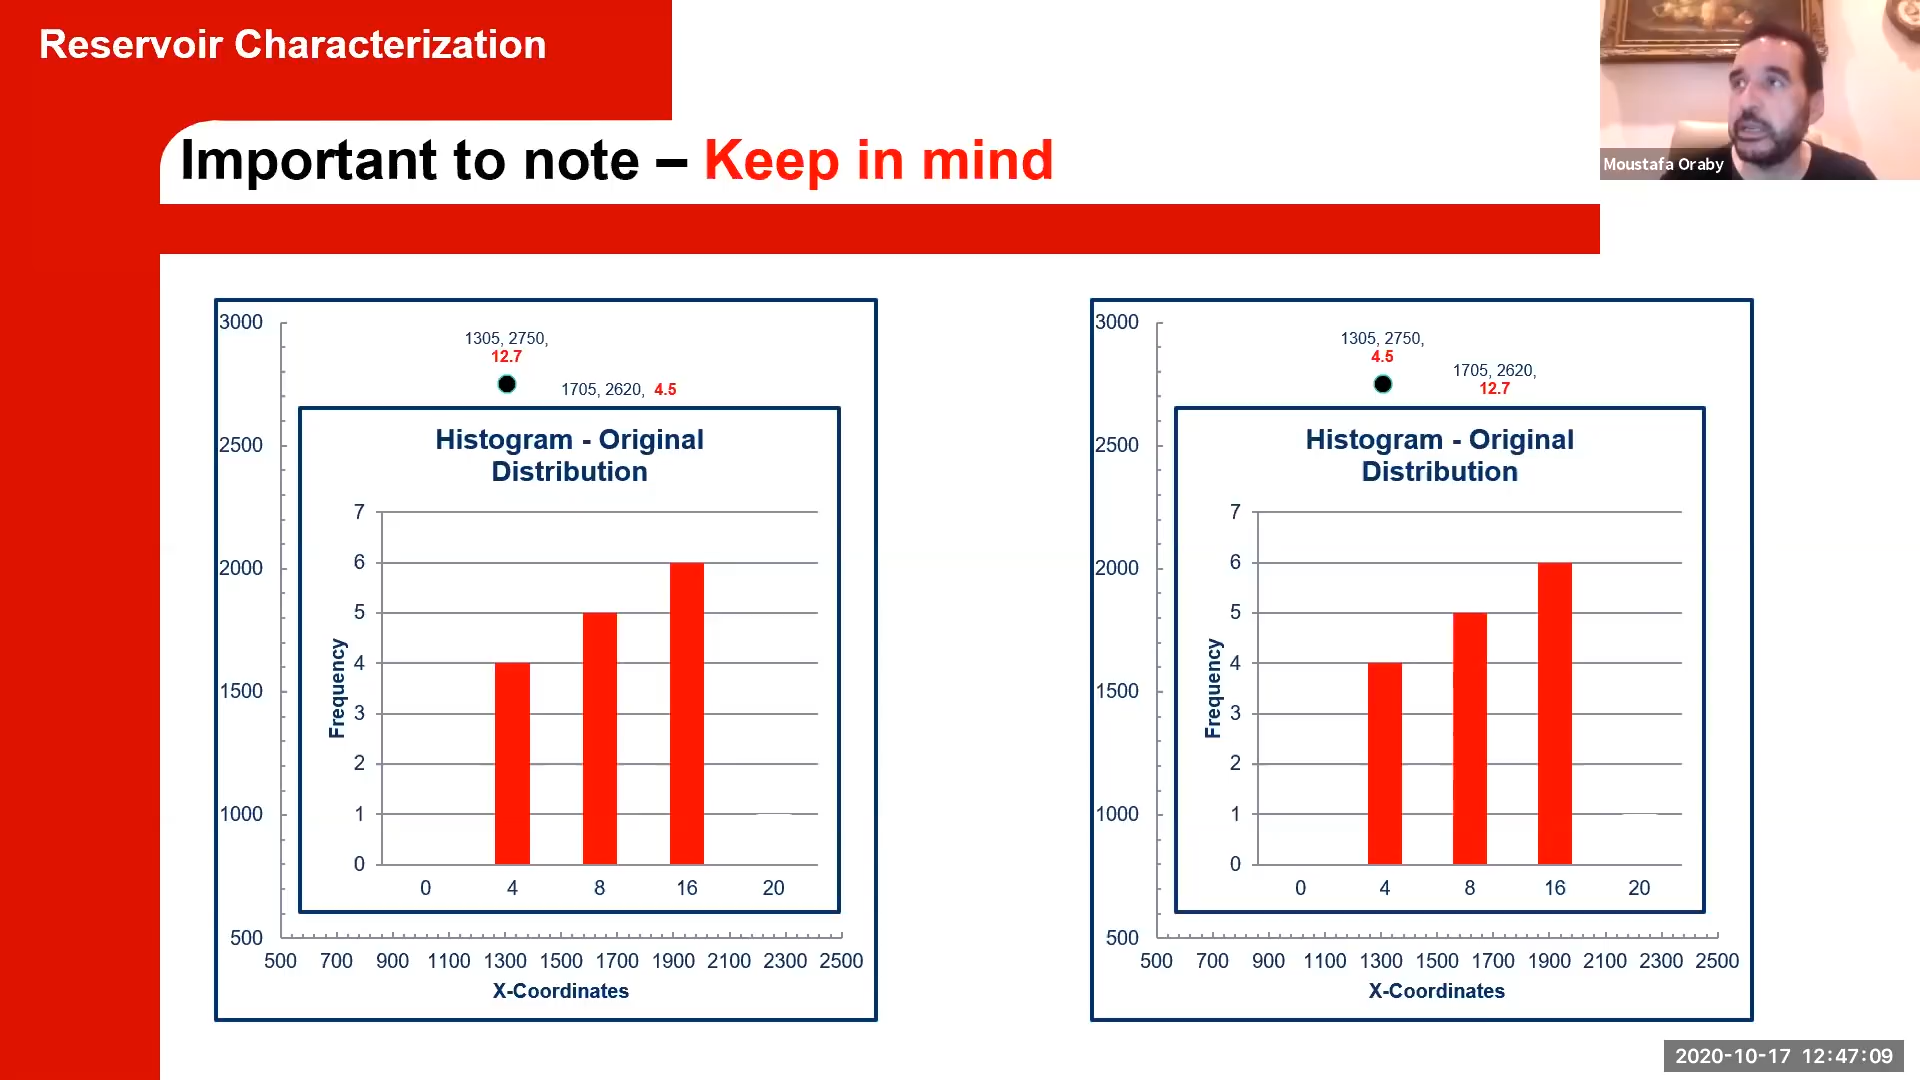 Reservoir Characterization
Important to note – Keep in mind
Moustafa Oraby
3000
2500
2000
1500
1000
500
1305, 2750,
12.7
1705, 2620, 4.5
Histogram - Original
Distribution
Frequency
7
6
5
4
3
2
1
0
0 4 8 16 20
500 700 900 1100 1300 1500 1700 1900 2100 2300 2500
X-Coordinates
3000
2500
2000
1500
1000
500
1305, 2750,
4.5
1705, 2620,
12.7
Histogram - Original
Distribution
Frequency
7
6
5
4
3
2
1
0
0 4 8 16 20
500 700 900 1100 1300 1500 1700 1900 2100 2300 2500
X-Coordinates
2020-10-17 12:47:09